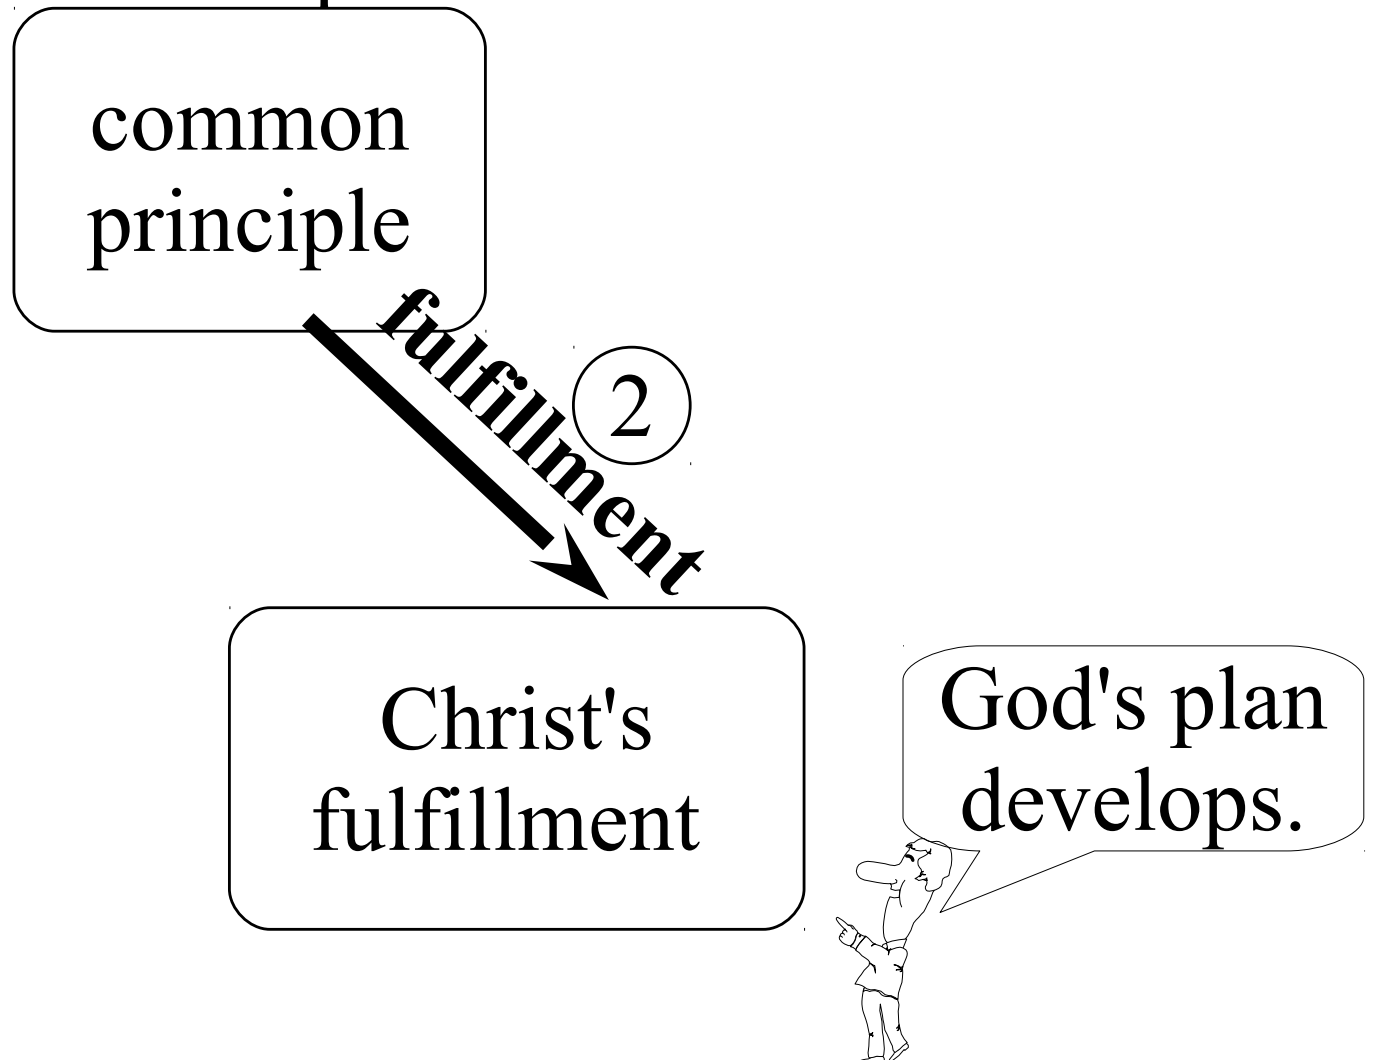 common
principle
fulfillment
2
Christ's
fulfillment
God's plan
develops.